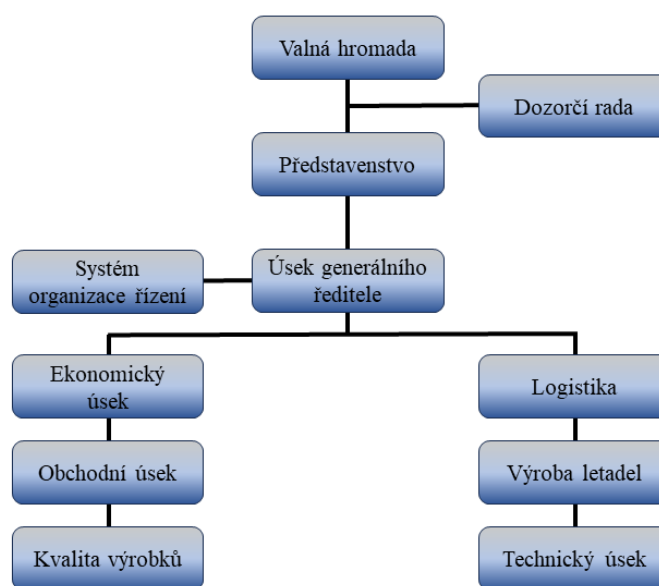 Valná hromada
Dozorčí rada
Představenstvo
Systém
organizace řízení
Úsek generálního
ředitele
Ekonomický
úsek
Logistika
Obchodní úsek
Výroba letadel
Kvalita výrobků
Technický úsek